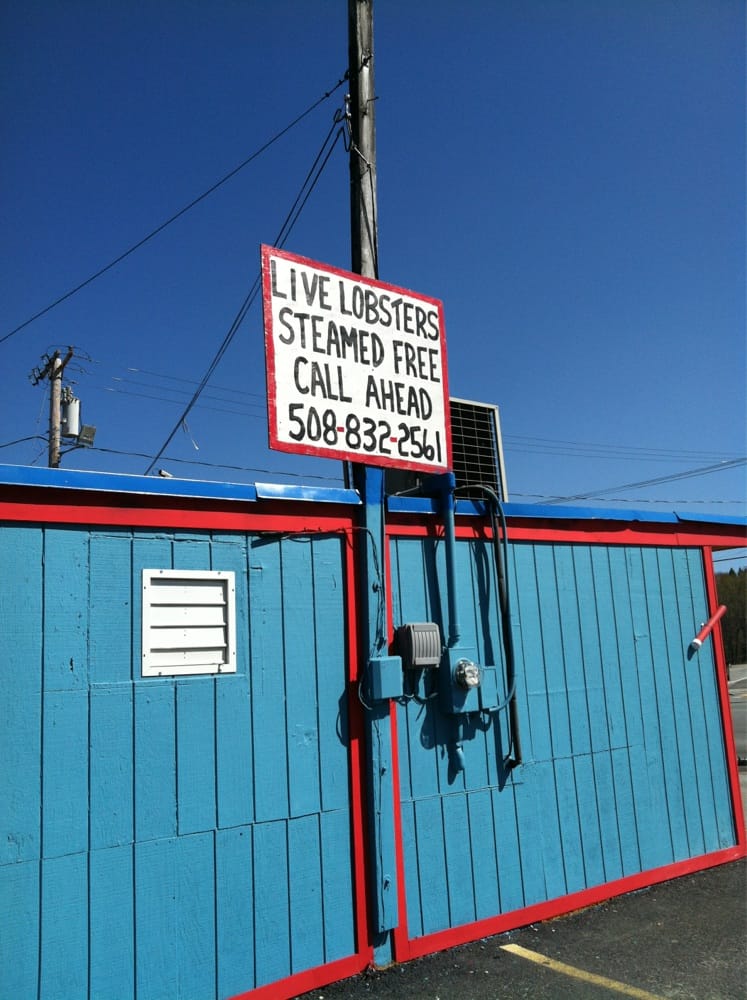 LIVE LOBSTERS
STEAMED FREE
CALL AHEAD
508-832-2561